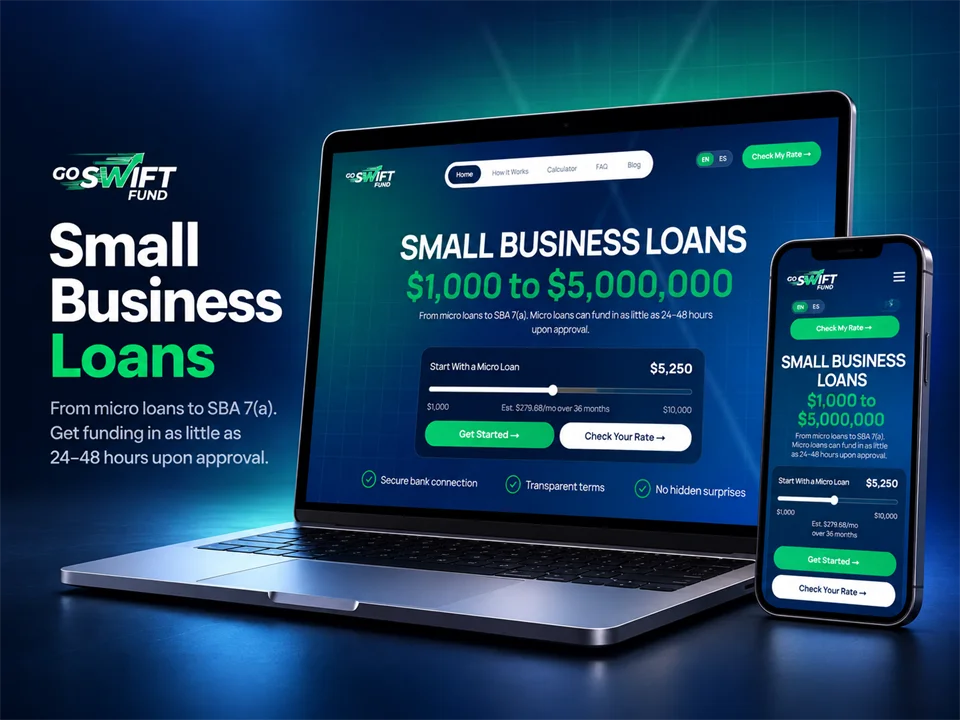 GO SWIFT
FUND
Small
Business
Loans
From micro loans to SBA 7(a).
Get funding in as little as
24–48 hours upon approval.
GO SWIFT
FUND
Home How It Works Calculator FAQ Blog
EN ES
Check My Rate →
SMALL BUSINESS LOANS
$1,000 to $5,000,000
From micro loans to SBA 7(a). Micro loans can fund in as little as 24–48 hours
upon approval.
Start With a Micro Loan $5,250
$1,000 Est. $279.68/mo over 36 months $10,000
Get Started → Check Your Rate →
Secure bank connection Transparent terms No hidden surprises
GO SWIFT
FUND
EN ES
Check My Rate →
SMALL BUSINESS
LOANS
$1,000 to
$5,000,000
From micro loans to SBA 7(a).
Micro loans can fund in as little
as 24–48 hours upon approval.
Start With a Micro Loan $5,250
$1,000 $10,000
Est. $279.68/mo
over 36 months
Get Started →
Check Your Rate →